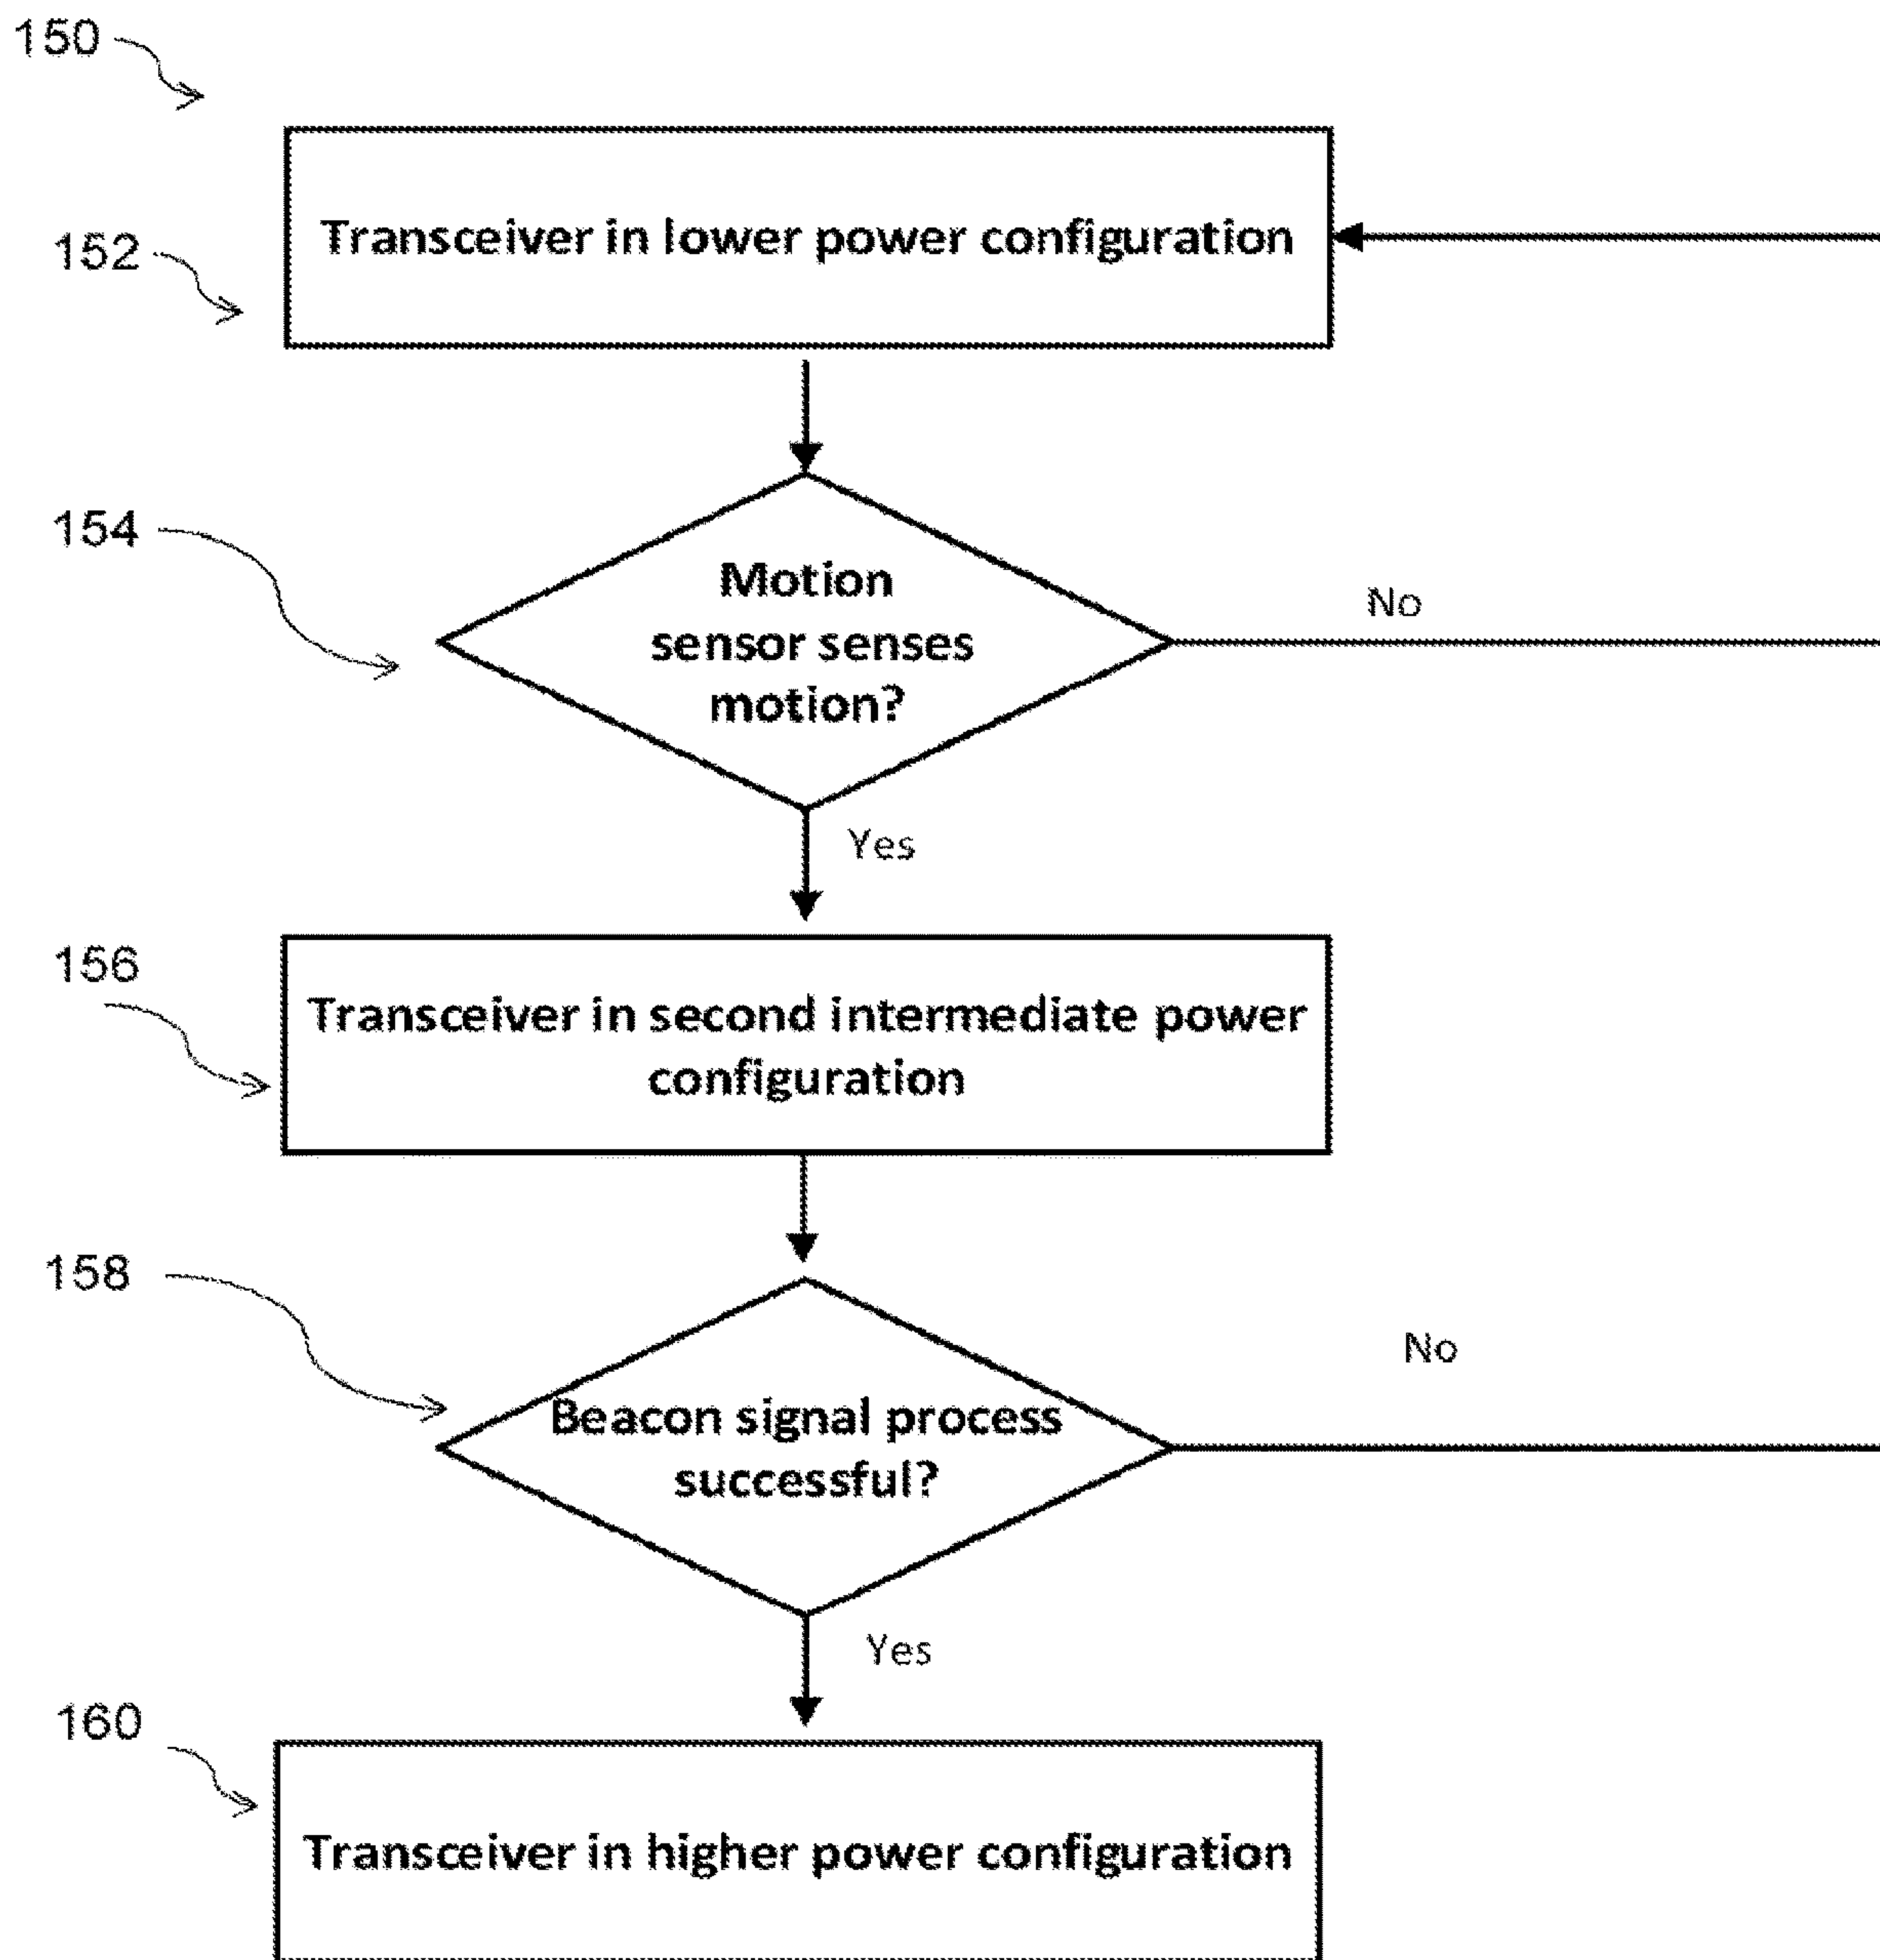 150
152
Transceiver in lower power configuration
154
Motion
sensor senses
motion?
No
Yes
156
Transceiver in second intermediate power
configuration
158
Beacon signal process
successful?
No
Yes
160
Transceiver in higher power configuration